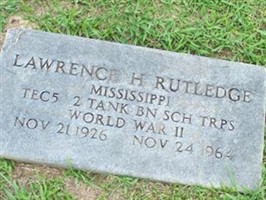 LAWRENCE H RUTLEDGE
MISSISSIPPI
TEC5 2 TANK BN SCH TRPS
WORLD WAR II
NOV 21 1926 NOV 24 1964